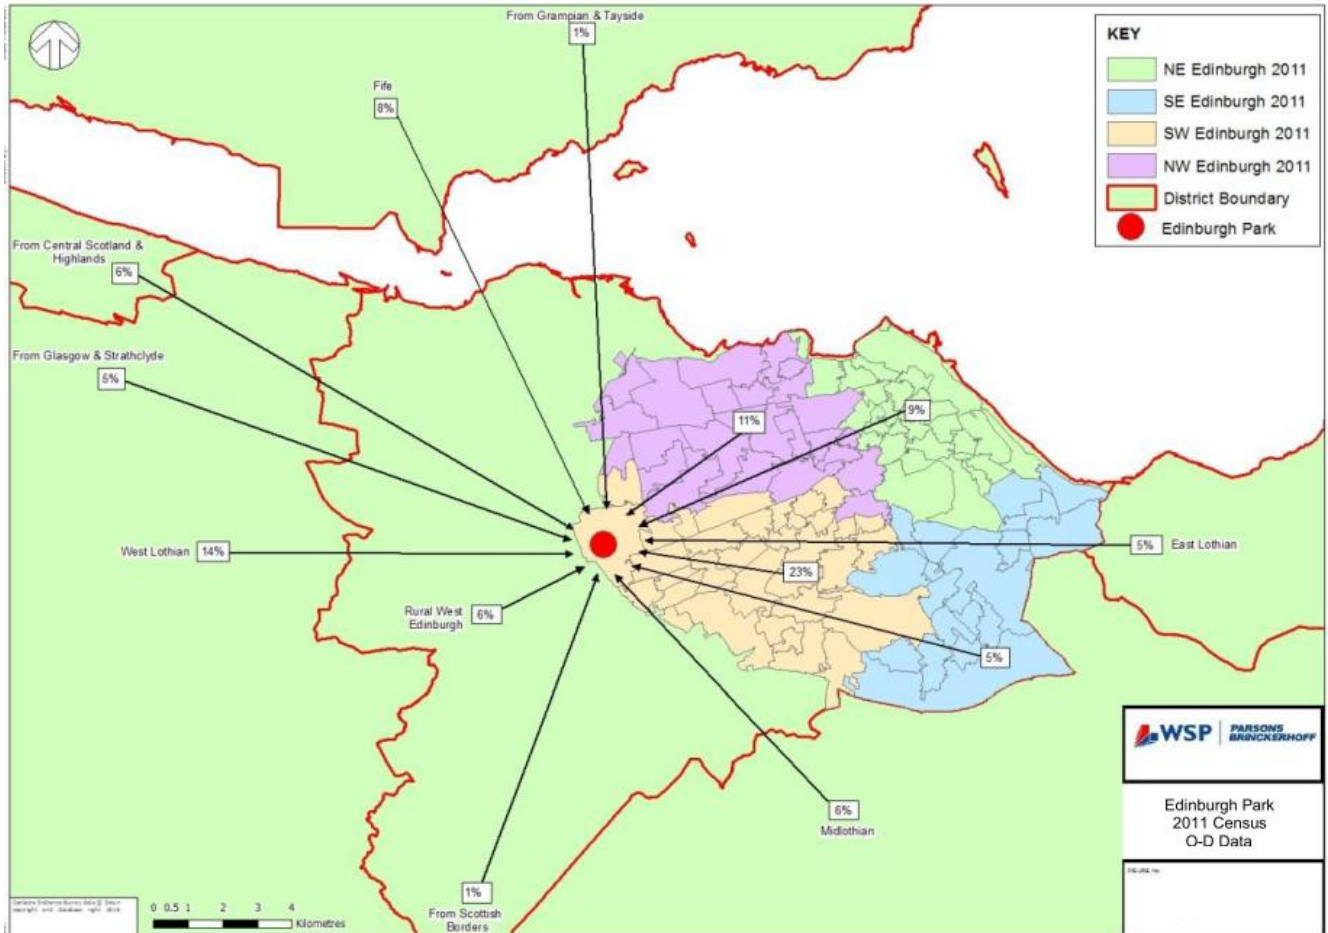 From Grampian & Tayside
1%
Fife
8%
KEY
NE Edinburgh 2011
SE Edinburgh 2011
SW Edinburgh 2011
NW Edinburgh 2011
District Boundary
Edinburgh Park
From Central Scotland &
Highlands
6%
From Glasgow & Strathclyde
5%
11%
9%
West Lothian
14%
5%
East Lothian
23%
Rural West
Edinburgh
6%
5%
6%
Midlothian
1%
From Scottish
Borders
0 0.5 1 2 3 4
Kilometres
WSP
PARSONS
BRINCKERHOFF
Edinburgh Park
2011 Census
O-D Data